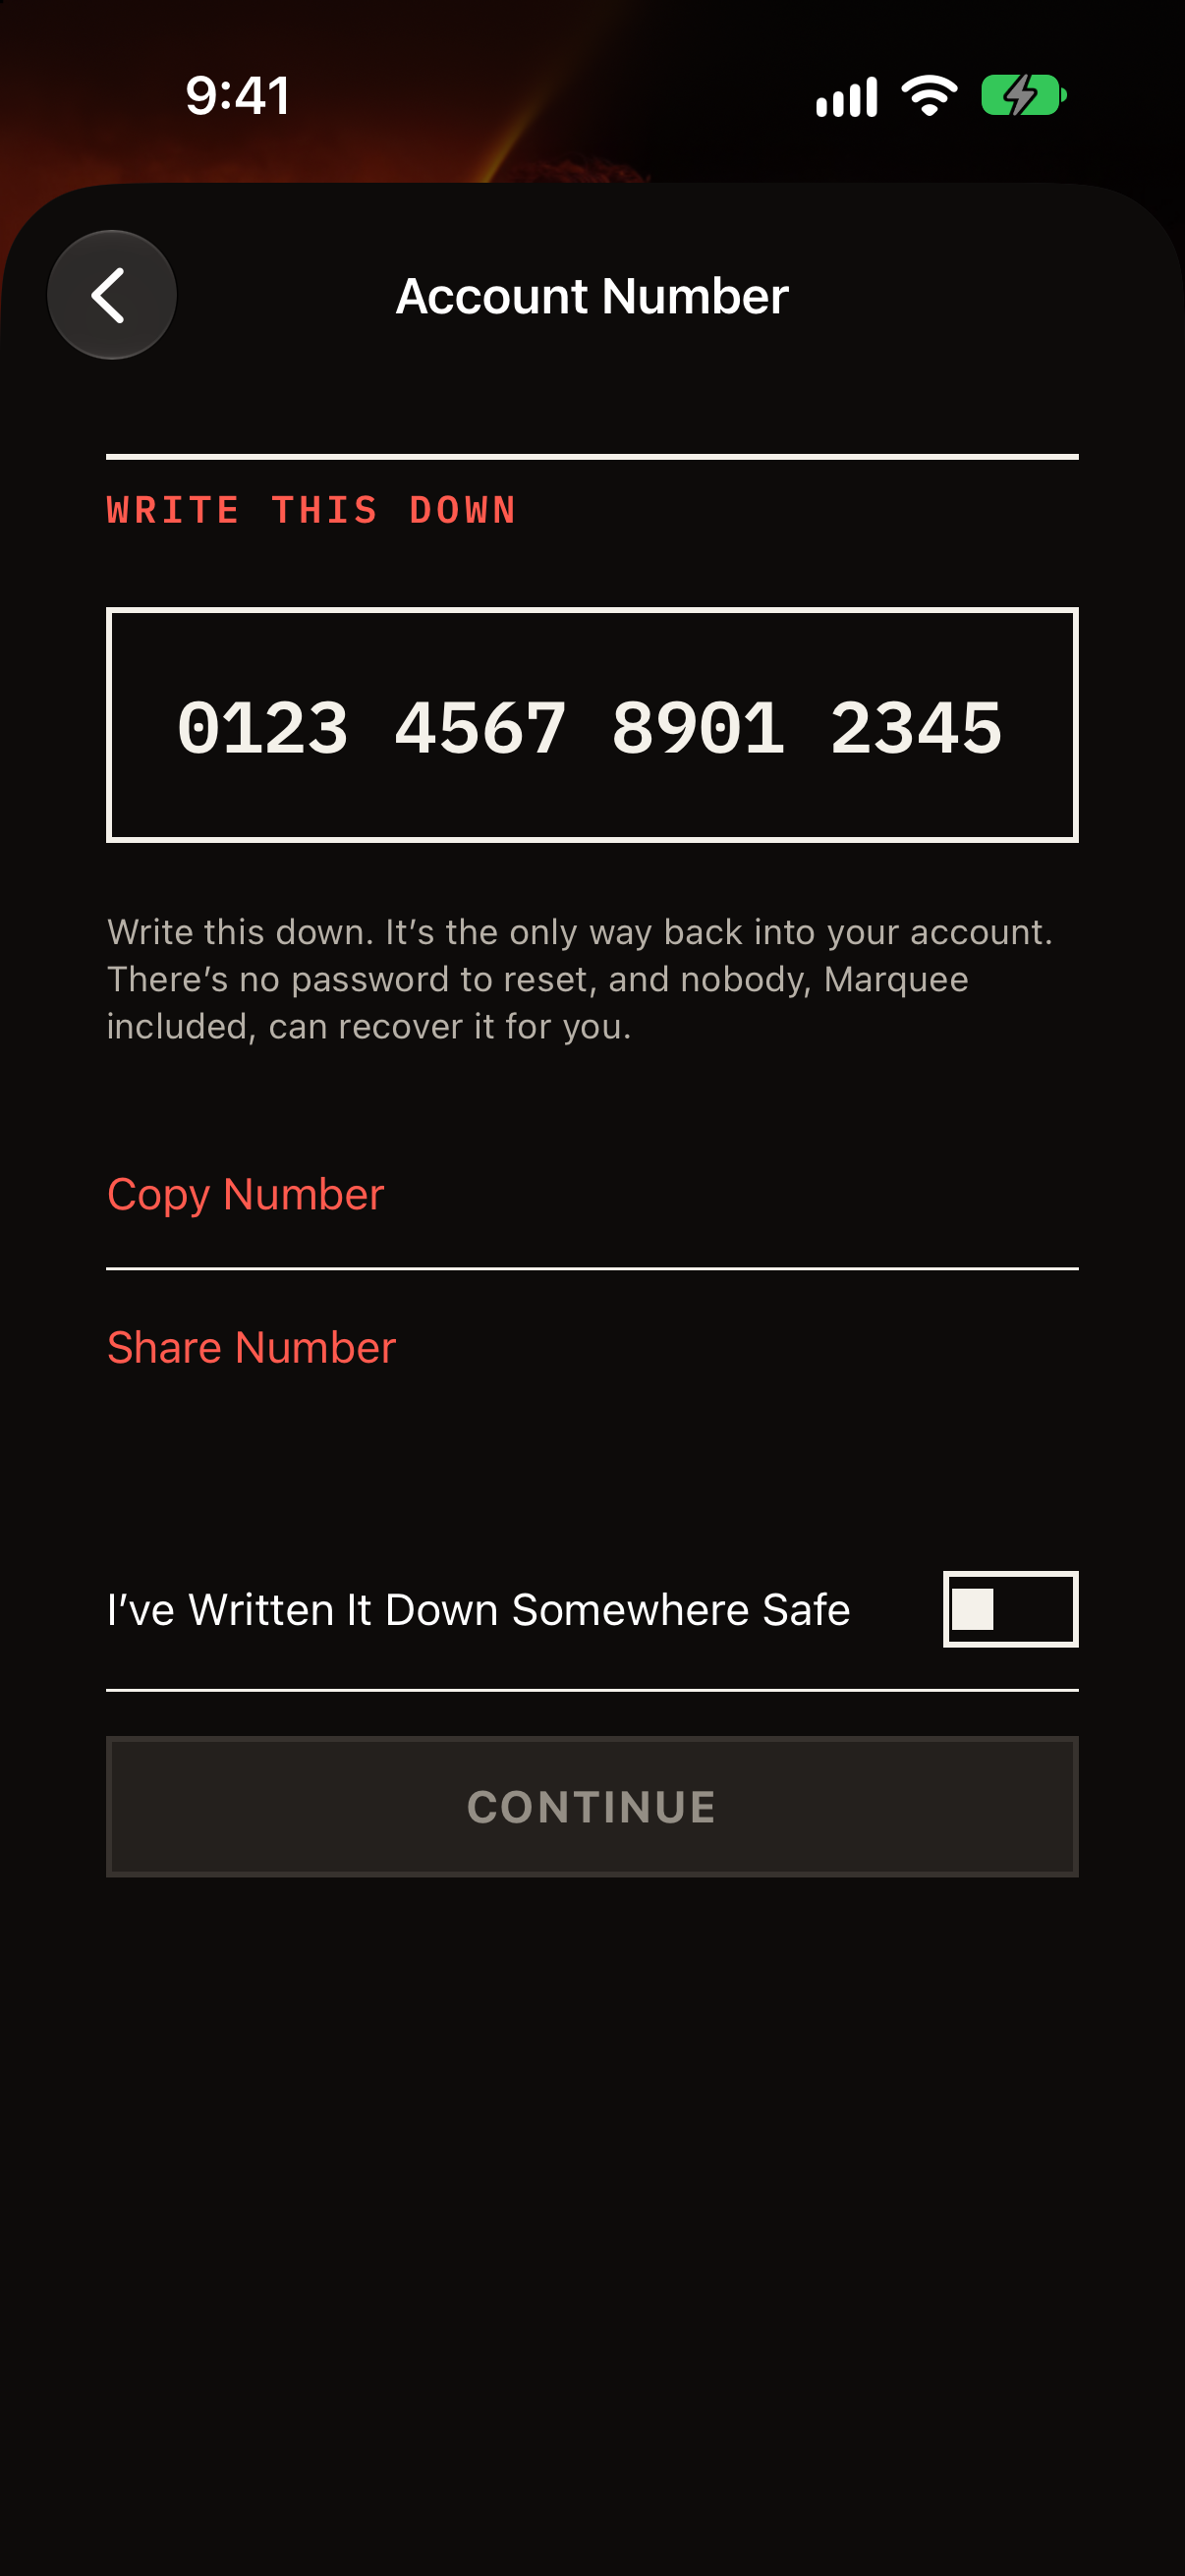 9:41
Account Number
WRITE THIS DOWN
0123 4567 8901 2345
Write this down. It’s the only way back into your account.
There’s no password to reset, and nobody, Marquee
included, can recover it for you.
Copy Number
Share Number
I’ve Written It Down Somewhere Safe
CONTINUE